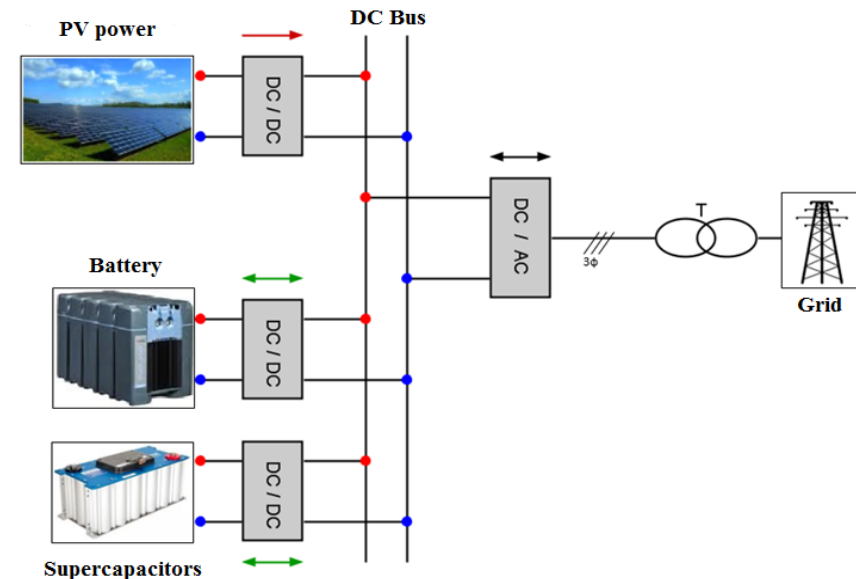 DC Bus
PV power
DC / DC
DC / AC
T
3ϕ
Grid
Battery
DC / DC
DC / DC
Supercapacitors